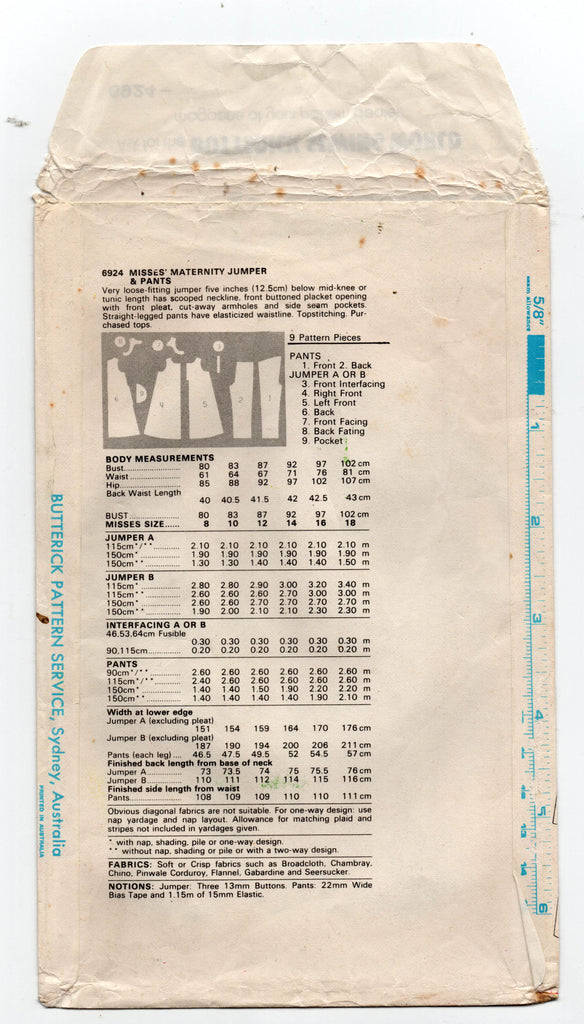 6924 MISSES' MATERNITY JUMPER
& PANTS
Very loose-fitting jumper five inches (12.5cm) below mid-knee or
tunic length has scooped neckline, front buttoned placket opening
with front pleat, cut-away armholes and side seam pockets.
Straight-legged pants have elasticized waistline. Topstitching. Pur-
chased tops.
9 Pattern Pieces
PANTS
1. Front 2. Back
JUMPER A OR B
3. Front Interfacing
4. Right Front
5. Left Front
6. Back
7. Front Facing
8. Back Fating
9. Pocket
BODY MEASUREMENTS
Bust 80 83 87 92 97 102 cm
Waist 61 64 67 71 76 81 cm
Hip 85 88 92 97 102 107 cm
Back Waist Length
40 40.5 41.5 42 42.5 43 cm
BUST 80 83 87 92 97 102 cm
MISSES SIZE 8 10 12 14 16 18
JUMPER A
115cm*/** 2.10 2.10 2.10 2.10 2.10 2.10 m
150cm* 1.90 1.90 1.90 1.90 1.90 1.90 m
150cm** 1.30 1.30 1.40 1.40 1.40 1.50 m
JUMPER B
115cm* 2.80 2.80 2.90 3.00 3.20 3.40 m
115cm** 2.60 2.60 2.60 2.70 3.00 3.00 m
150cm* 2.60 2.60 2.70 2.70 2.70 2.70 m
150cm** 1.90 2.00 2.10 2.10 2.30 2.30 m
INTERFACING A OR B
46,53,64cm Fusible
0.30 0.30 0.30 0.30 0.30 0.30 m
90,115cm 0.20 0.20 0.20 0.20 0.20 0.20 m
PANTS
90cm*/** 2.60 2.60 2.60 2.60 2.60 2.60 m
115cm*/** 2.40 2.60 2.60 2.60 2.60 2.60 m
150cm* 1.40 1.40 1.50 1.90 2.20 2.20 m
150cm** 1.40 1.40 1.40 1.40 1.90 2.10 m
Width at lower edge
Jumper A (excluding pleat)
151 154 159 164 170 176 cm
Jumper B (excluding pleat)
187 190 194 200 206 211 cm
Pants (each leg) 46.5 47.5 49.5 52 54.5 57 cm
Finished back length from base of neck
Jumper A 73 73.5 74 75 75.5 76 cm
Jumper B 110 111 112 114 115 116 cm
Finished side length from waist
Pants 108 109 109 110 110 111 cm
Obvious diagonal fabrics are not suitable. For one-way design: use
nap yardage and nap layout. Allowance for matching plaid and
stripes not included in yardages given.
* with nap, shading, pile or one-way design.
** without nap, shading or pile or with a two-way design.
FABRICS: Soft or Crisp fabrics such as Broadcloth, Chambray,
Chino, Pinwale Corduroy, Flannel, Gabardine and Seersucker.
NOTIONS: Jumper: Three 13mm Buttons. Pants: 22mm Wide
Bias Tape and 1.15m of 15mm Elastic.
BUTTERICK PATTERN SERVICE, Sydney, Australia
PRINTED IN AUSTRALIA
5/8"
seam allowance
1
2
3
4
5
6